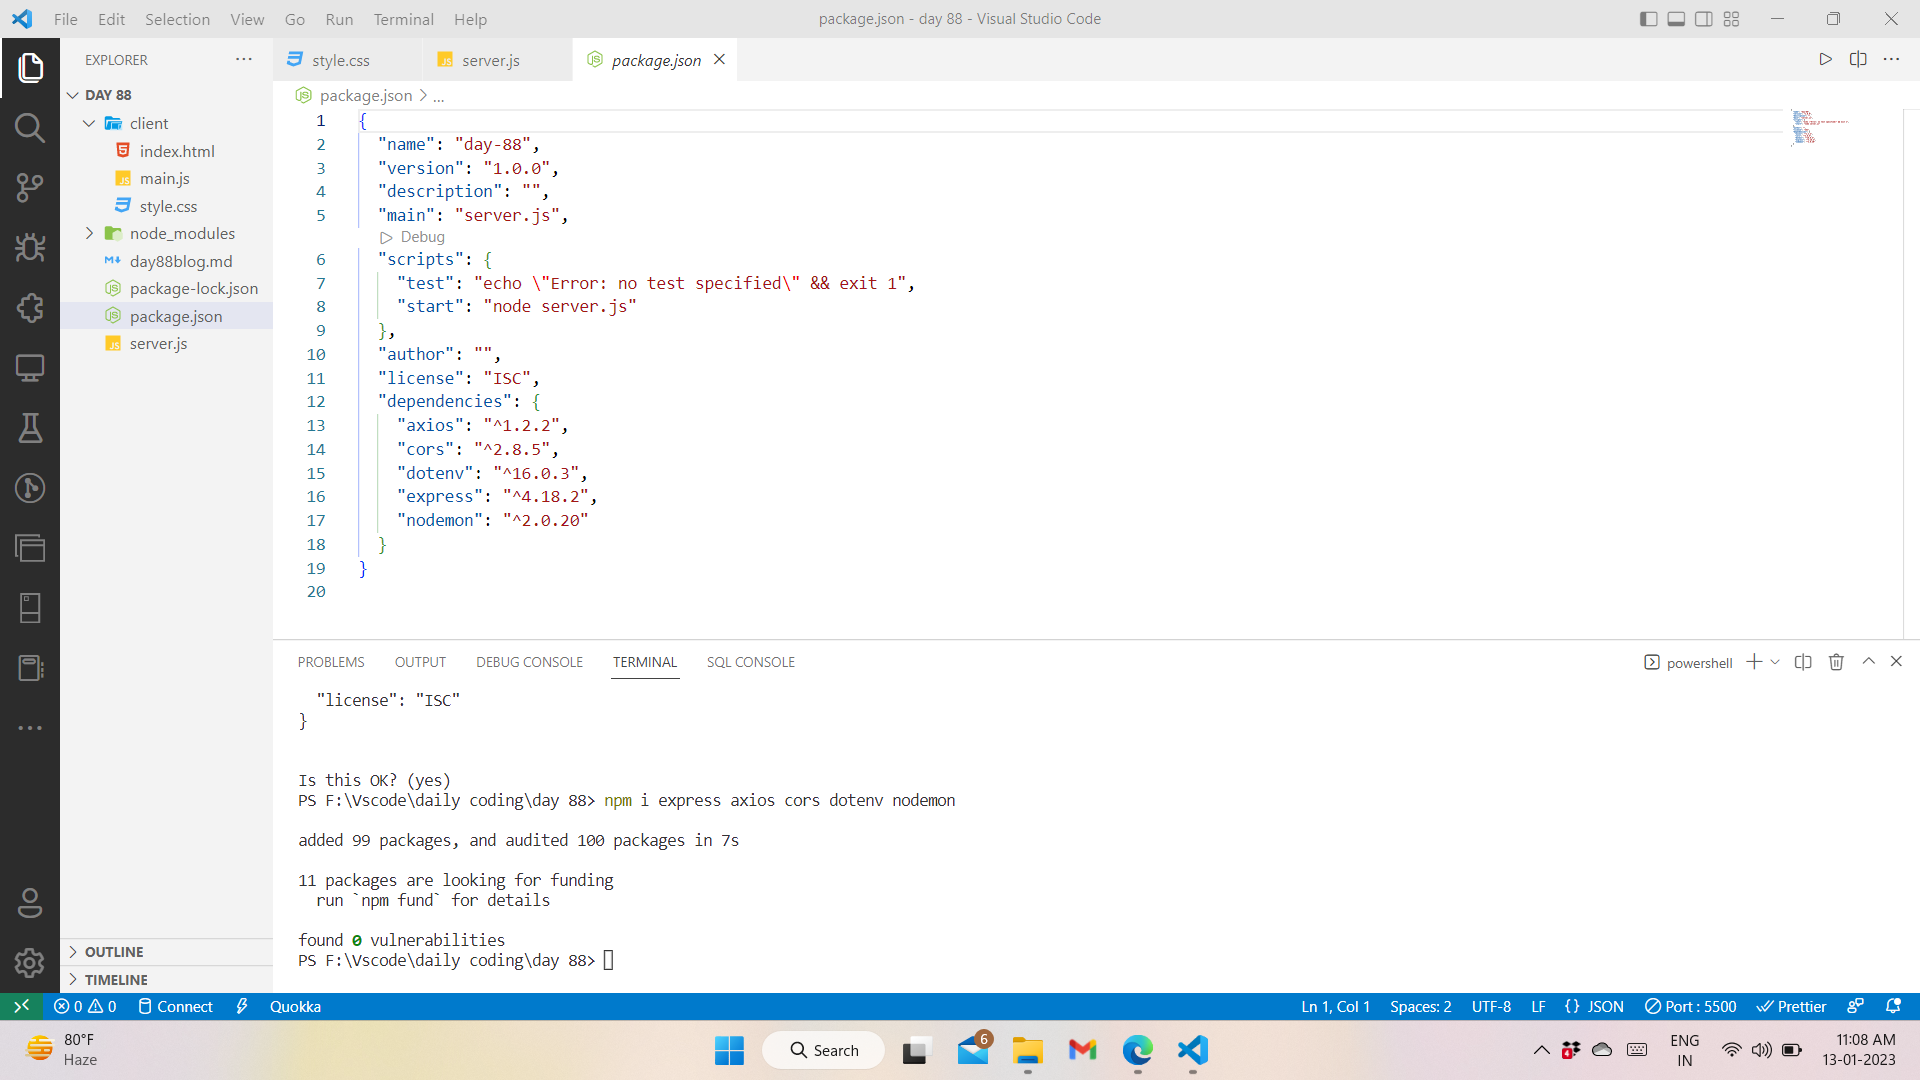 File Edit Selection View Go Run Terminal Help
package.json - day 88 - Visual Studio Code
EXPLORER
DAY 88
client
index.html
main.js
style.css
node_modules
day88blog.md
package-lock.json
package.json
server.js
OUTLINE
TIMELINE
style.css
server.js
package.json
package.json > ...
1 {
2 "name": "day-88",
3 "version": "1.0.0",
4 "description": "",
5 "main": "server.js",
Debug
6 "scripts": {
7 "test": "echo \"Error: no test specified\" && exit 1",
8 "start": "node server.js"
9 },
10 "author": "",
11 "license": "ISC",
12 "dependencies": {
13 "axios": "^1.2.2",
14 "cors": "^2.8.5",
15 "dotenv": "^16.0.3",
16 "express": "^4.18.2",
17 "nodemon": "^2.0.20"
18 }
19 }
20
PROBLEMS OUTPUT DEBUG CONSOLE TERMINAL SQL CONSOLE
powershell
"license": "ISC"
}
Is this OK? (yes)
PS F:\Vscode\daily coding\day 88> npm i express axios cors dotenv nodemon
added 99 packages, and audited 100 packages in 7s
11 packages are looking for funding
run `npm fund` for details
found 0 vulnerabilities
PS F:\Vscode\daily coding\day 88>
0 0 Connect Quokka
Ln 1, Col 1 Spaces: 2 UTF-8 LF {} JSON Port : 5500 Prettier
80°F
Haze
Search
6
4
ENG
IN
11:08 AM
13-01-2023